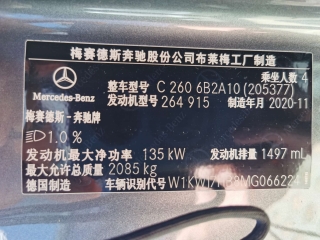 梅赛德斯奔驰股份公司布莱梅工厂制造
乘坐人数 4
Mercedes-Benz
整车型号 C 260 6B2A10 (205377)
发动机型号 264 915 制造年月 2020-11
梅赛德斯-奔驰牌
1.0 %
发动机最大净功率 135 kW 发动机排量 1497 mL
最大允许总质量 2085 kg
德国制造 车辆识别代号